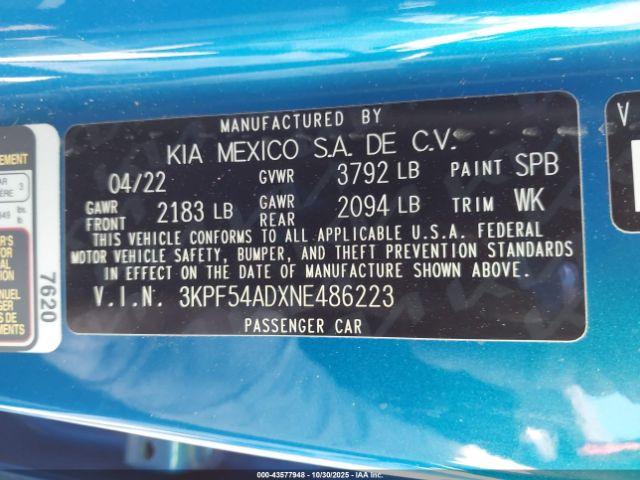 MANUFACTURED BY
KIA MEXICO S.A. DE C.V.
04/22 GVWR 3792 LB PAINT SPB
GAWR FRONT 2183 LB GAWR REAR 2094 LB TRIM WK
THIS VEHICLE CONFORMS TO ALL APPLICABLE U.S.A. FEDERAL
MOTOR VEHICLE SAFETY, BUMPER, AND THEFT PREVENTION STANDARDS
IN EFFECT ON THE DATE OF MANUFACTURE SHOWN ABOVE.
V.I.N. 3KPF54ADXNE486223
PASSENGER CAR
7620
000-43577948 - 10/30/2025 - IAAI.CA